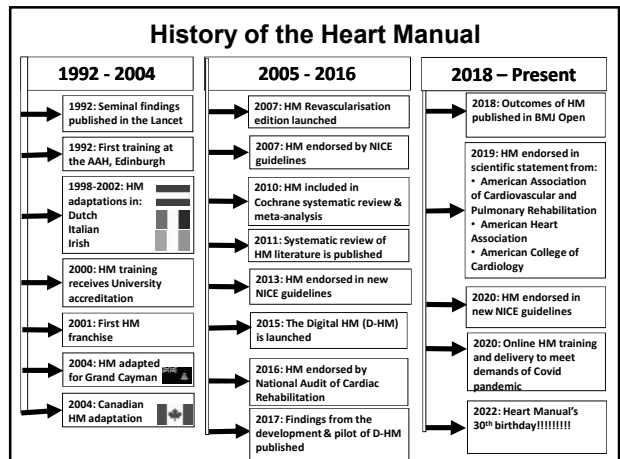 History of the Heart Manual
1992 - 2004
1992: Seminal findings
published in the Lancet
1992: First training at
the AAH, Edinburgh
1998-2002: HM
adaptations in:
Dutch
Italian
Irish
2000: HM training
receives University
accreditation
2001: First HM
franchise
2004: HM adapted
for Grand Cayman
2004: Canadian
HM adaptation
2005 - 2016
2007: HM Revascularisation
edition launched
2007: HM endorsed by NICE
guidelines
2010: HM included in
Cochrane systematic review &
meta-analysis
2011: Systematic review of
HM literature is published
2013: HM endorsed in new
NICE guidelines
2015: The Digital HM (D-HM)
is launched
2016: HM endorsed by
National Audit of Cardiac
Rehabilitation
2017: Findings from the
development & pilot of D-HM
published
2018 – Present
2018: Outcomes of HM
published in BMJ Open
2019: HM endorsed in
scientific statement from:
• American Association
of Cardiovascular and
Pulmonary Rehabilitation
• American Heart
Association
• American College of
Cardiology
2020: HM endorsed in
new NICE guidelines
2020: Online HM training
and delivery to meet
demands of Covid
pandemic
2022: Heart Manual's
30th birthday!!!!!!!!!